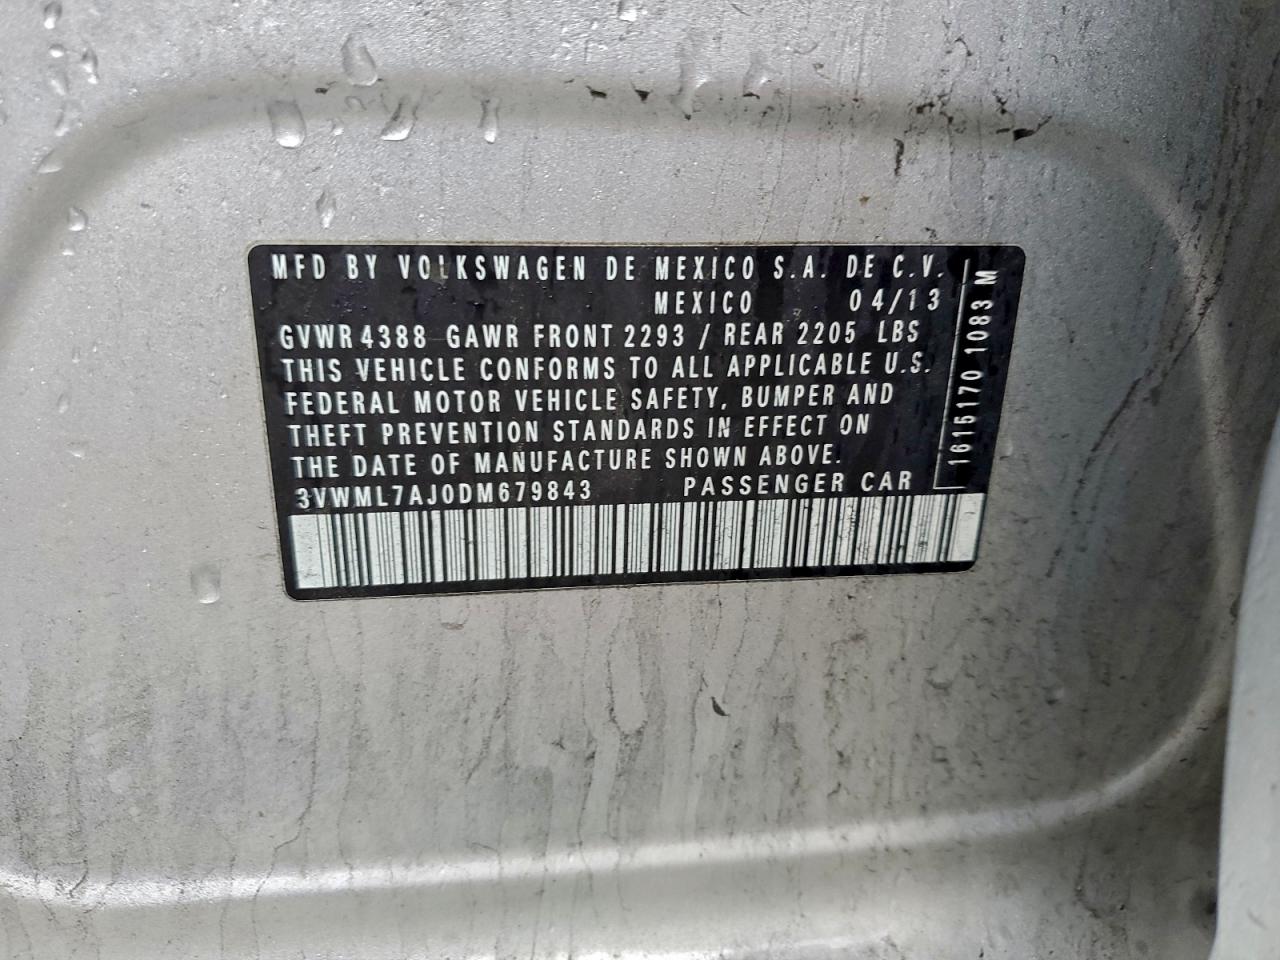 MFD BY VOLKSWAGEN DE MEXICO S.A. DE C.V.
MEXICO 04/13
GVWR 4388 GAWR FRONT 2293 / REAR 2205 LBS
THIS VEHICLE CONFORMS TO ALL APPLICABLE U.S.
FEDERAL MOTOR VEHICLE SAFETY, BUMPER AND
THEFT PREVENTION STANDARDS IN EFFECT ON
THE DATE OF MANUFACTURE SHOWN ABOVE.
3VWML7AJ0DM679843 PASSENGER CAR
1615170 1083 M